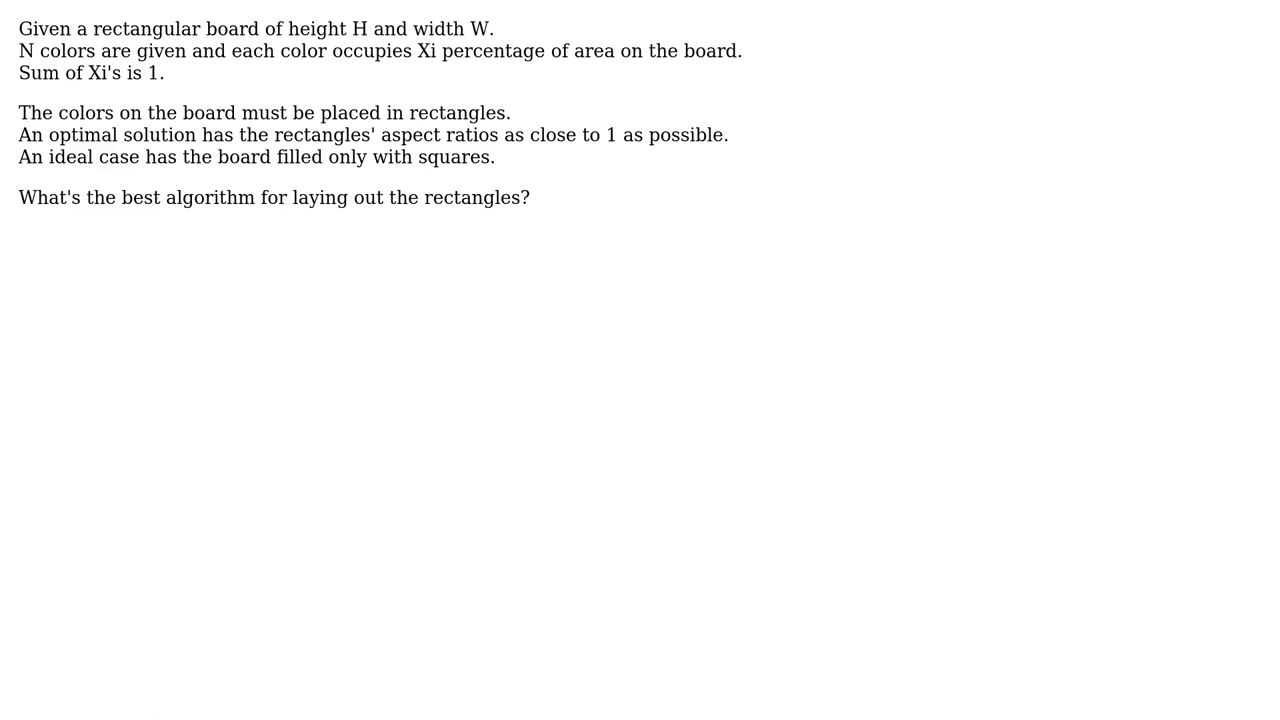 Given a rectangular board of height H and width W.
N colors are given and each color occupies Xi percentage of area on the board.
Sum of Xi's is 1.
The colors on the board must be placed in rectangles.
An optimal solution has the rectangles' aspect ratios as close to 1 as possible.
An ideal case has the board filled only with squares.
What's the best algorithm for laying out the rectangles?